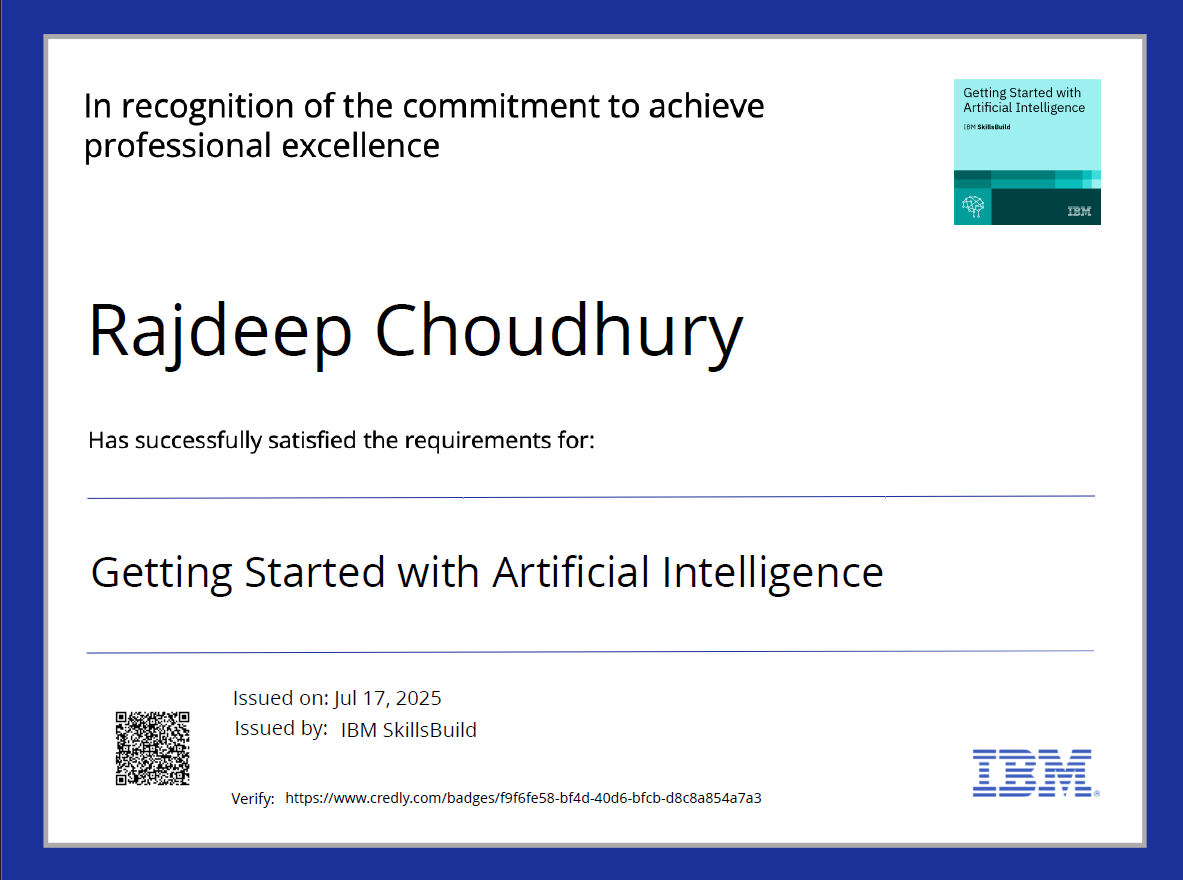 In recognition of the commitment to achieve
professional excellence
Getting Started with
Artificial Intelligence
IBM SkillsBuild
IBM
Rajdeep Choudhury
Has successfully satisfied the requirements for:
Getting Started with Artificial Intelligence
Issued on: Jul 17, 2025
Issued by: IBM SkillsBuild
Verify: https://www.credly.com/badges/f9f6fe58-bf4d-40d6-bfcb-d8c8a854a7a3
IBM®